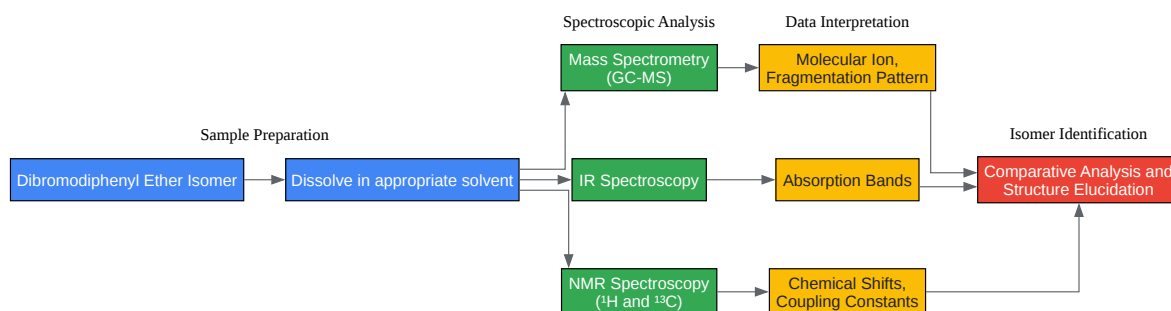 Spectroscopic Analysis
Data Interpretation
Mass Spectrometry
(GC-MS)
Molecular Ion,
Fragmentation Pattern
Sample Preparation
Isomer Identification
Dibromodiphenyl Ether Isomer
Dissolve in appropriate solvent
IR Spectroscopy
Absorption Bands
Comparative Analysis and
Structure Elucidation
NMR Spectroscopy
(¹H and ¹³C)
Chemical Shifts,
Coupling Constants